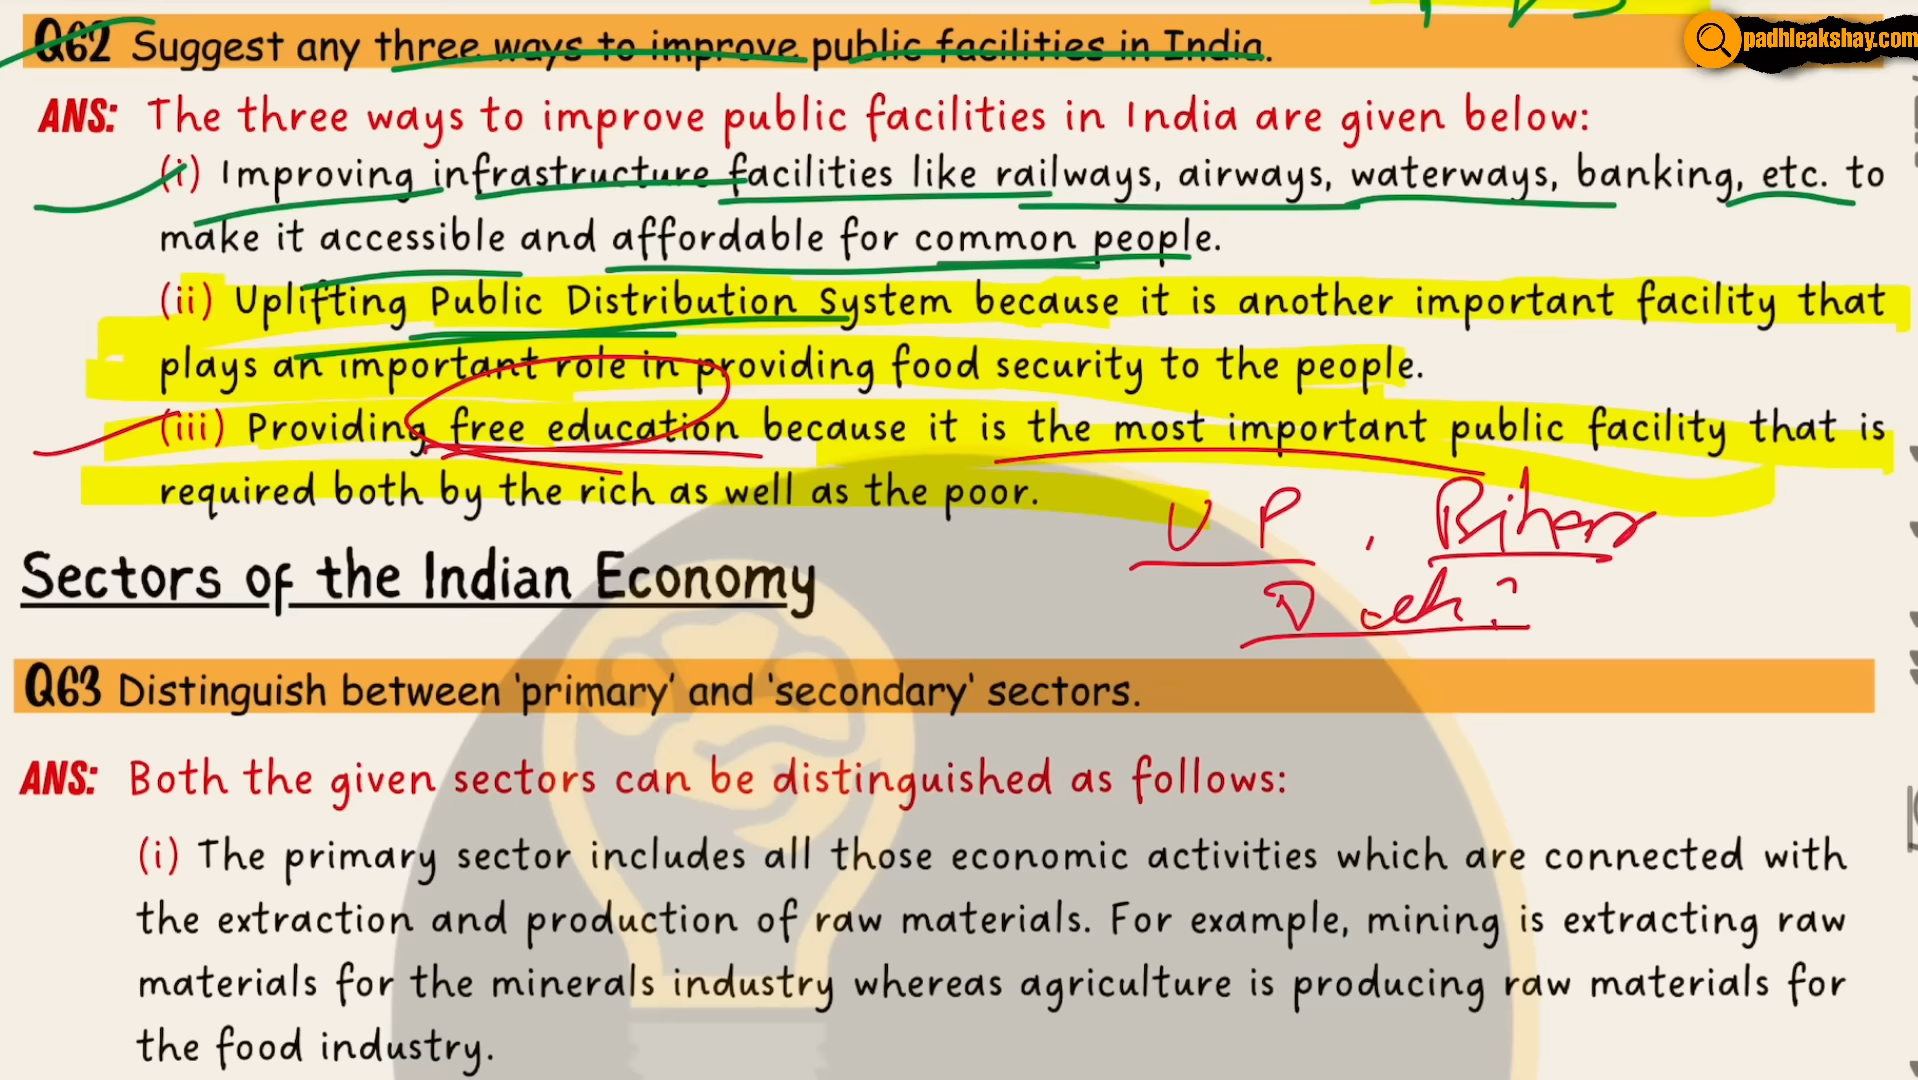 padhleakshay.com
Q62 Suggest any three ways to improve public facilities in India.
ANS: The three ways to improve public facilities in India are given below:
(i) Improving infrastructure facilities like railways, airways, waterways, banking, etc. to
make it accessible and affordable for common people.
(ii) Uplifting Public Distribution System because it is another important facility that
plays an important role in providing food security to the people.
(iii) Providing free education because it is the most important public facility that is
required both by the rich as well as the poor.
UP, Bihar
Sectors of the Indian Economy
Q63 Distinguish between 'primary' and 'secondary' sectors.
ANS: Both the given sectors can be distinguished as follows:
(i) The primary sector includes all those economic activities which are connected with
the extraction and production of raw materials. For example, mining is extracting raw
materials for the minerals industry whereas agriculture is producing raw materials for
the food industry.